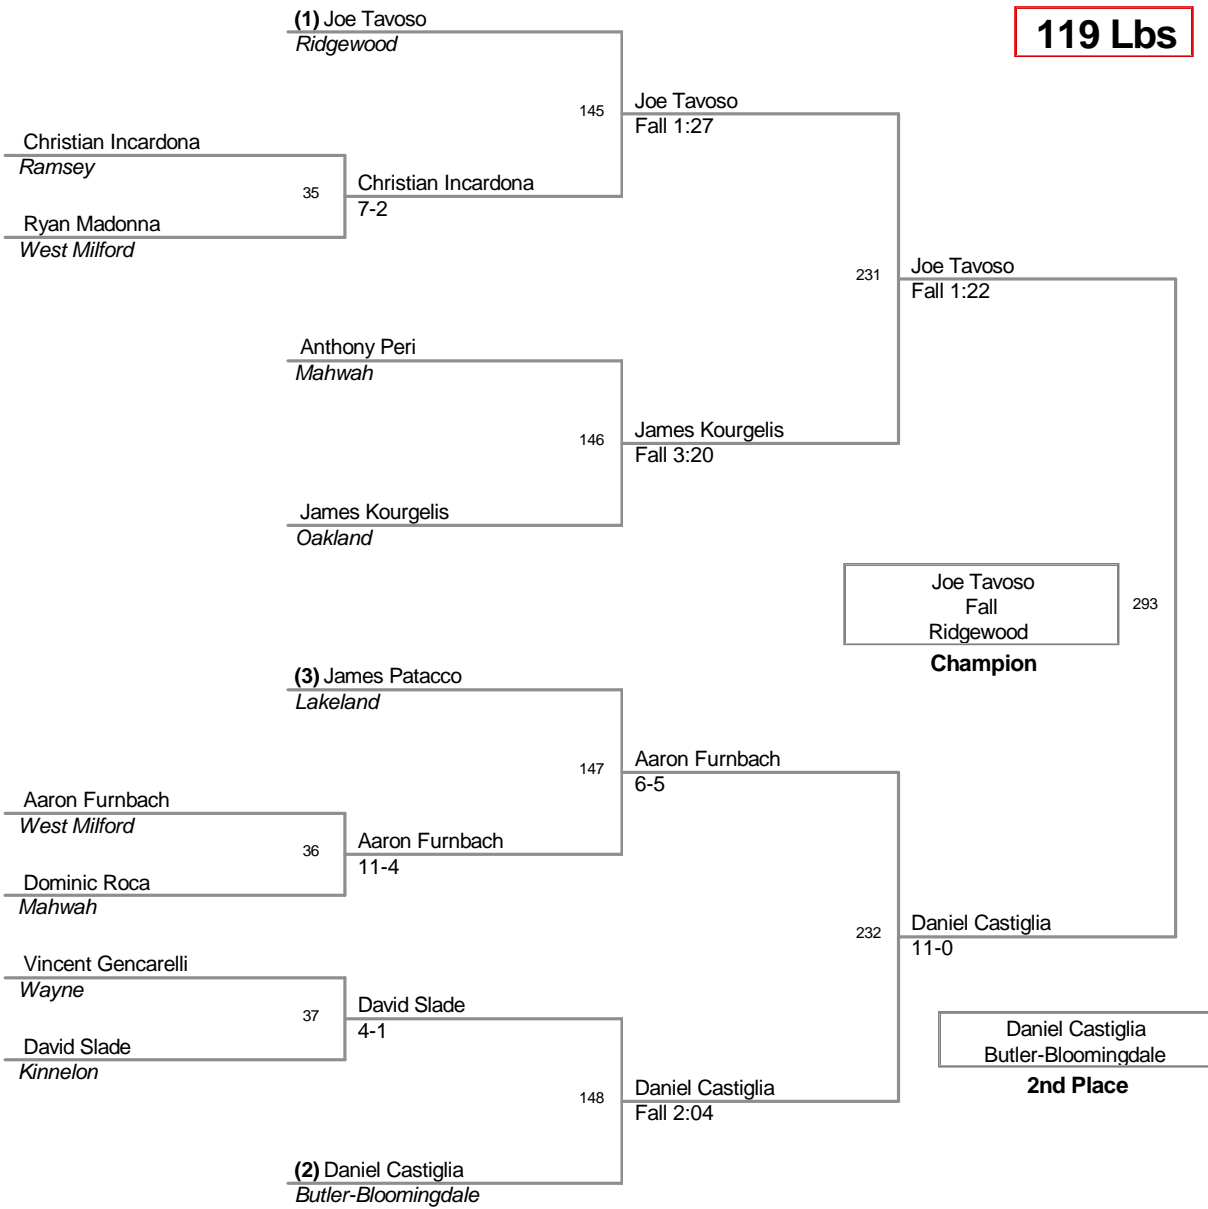 (1) Joe Tavoso
Ridgewood
119 Lbs
145
Joe Tavoso
Fall 1:27
Christian Incardona
Ramsey
35
Christian Incardona
7-2
Ryan Madonna
West Milford
231
Joe Tavoso
Fall 1:22
Anthony Peri
Mahwah
146
James Kourgelis
Fall 3:20
James Kourgelis
Oakland
Joe Tavoso
Fall
Ridgewood
293
Champion
(3) James Patacco
Lakeland
147
Aaron Furnbach
6-5
Aaron Furnbach
West Milford
36
Aaron Furnbach
11-4
Dominic Roca
Mahwah
232
Daniel Castiglia
11-0
Vincent Gencarelli
Wayne
37
David Slade
4-1
David Slade
Kinnelon
Daniel Castiglia
Butler-Bloomingdale
2nd Place
148
Daniel Castiglia
Fall 2:04
(2) Daniel Castiglia
Butler-Bloomingdale